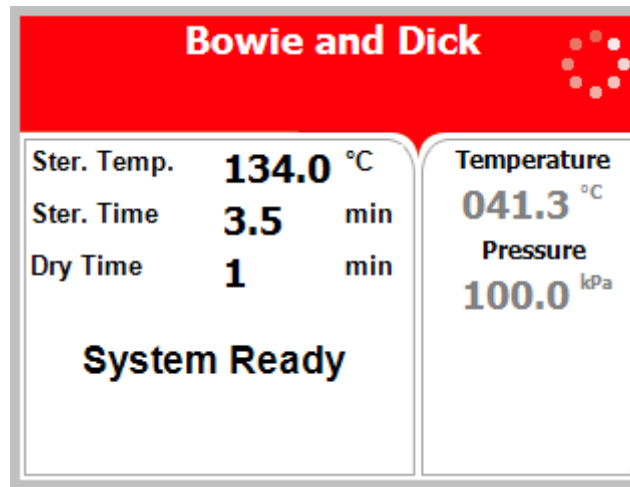 Bowie and Dick
Ster. Temp. 134.0 °C
Ster. Time 3.5 min
Dry Time 1 min
System Ready
Temperature
041.3 °C
Pressure
100.0 kPa